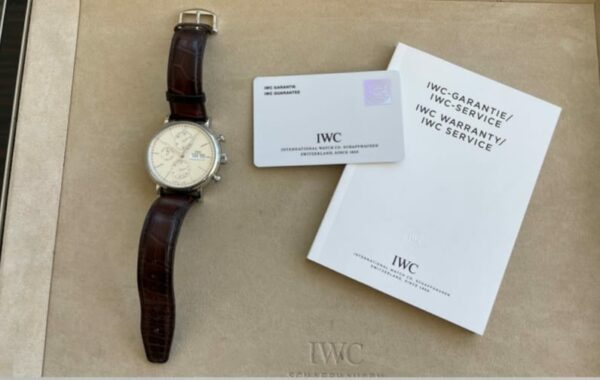 IWC-GARANTIE
IWC-GUARANTEE
IWC
INTERNATIONAL WATCH CO. SCHAFFHAUSEN
SWITZERLAND, SINCE 1868
IWC-GARANTIE/
IWC-SERVICE
IWC WARRANTY/
IWC SERVICE
IWC
INTERNATIONAL WATCH CO. SCHAFFHAUSEN
SWITZERLAND, SINCE 1868
IWC
SCHAFFHAUSEN